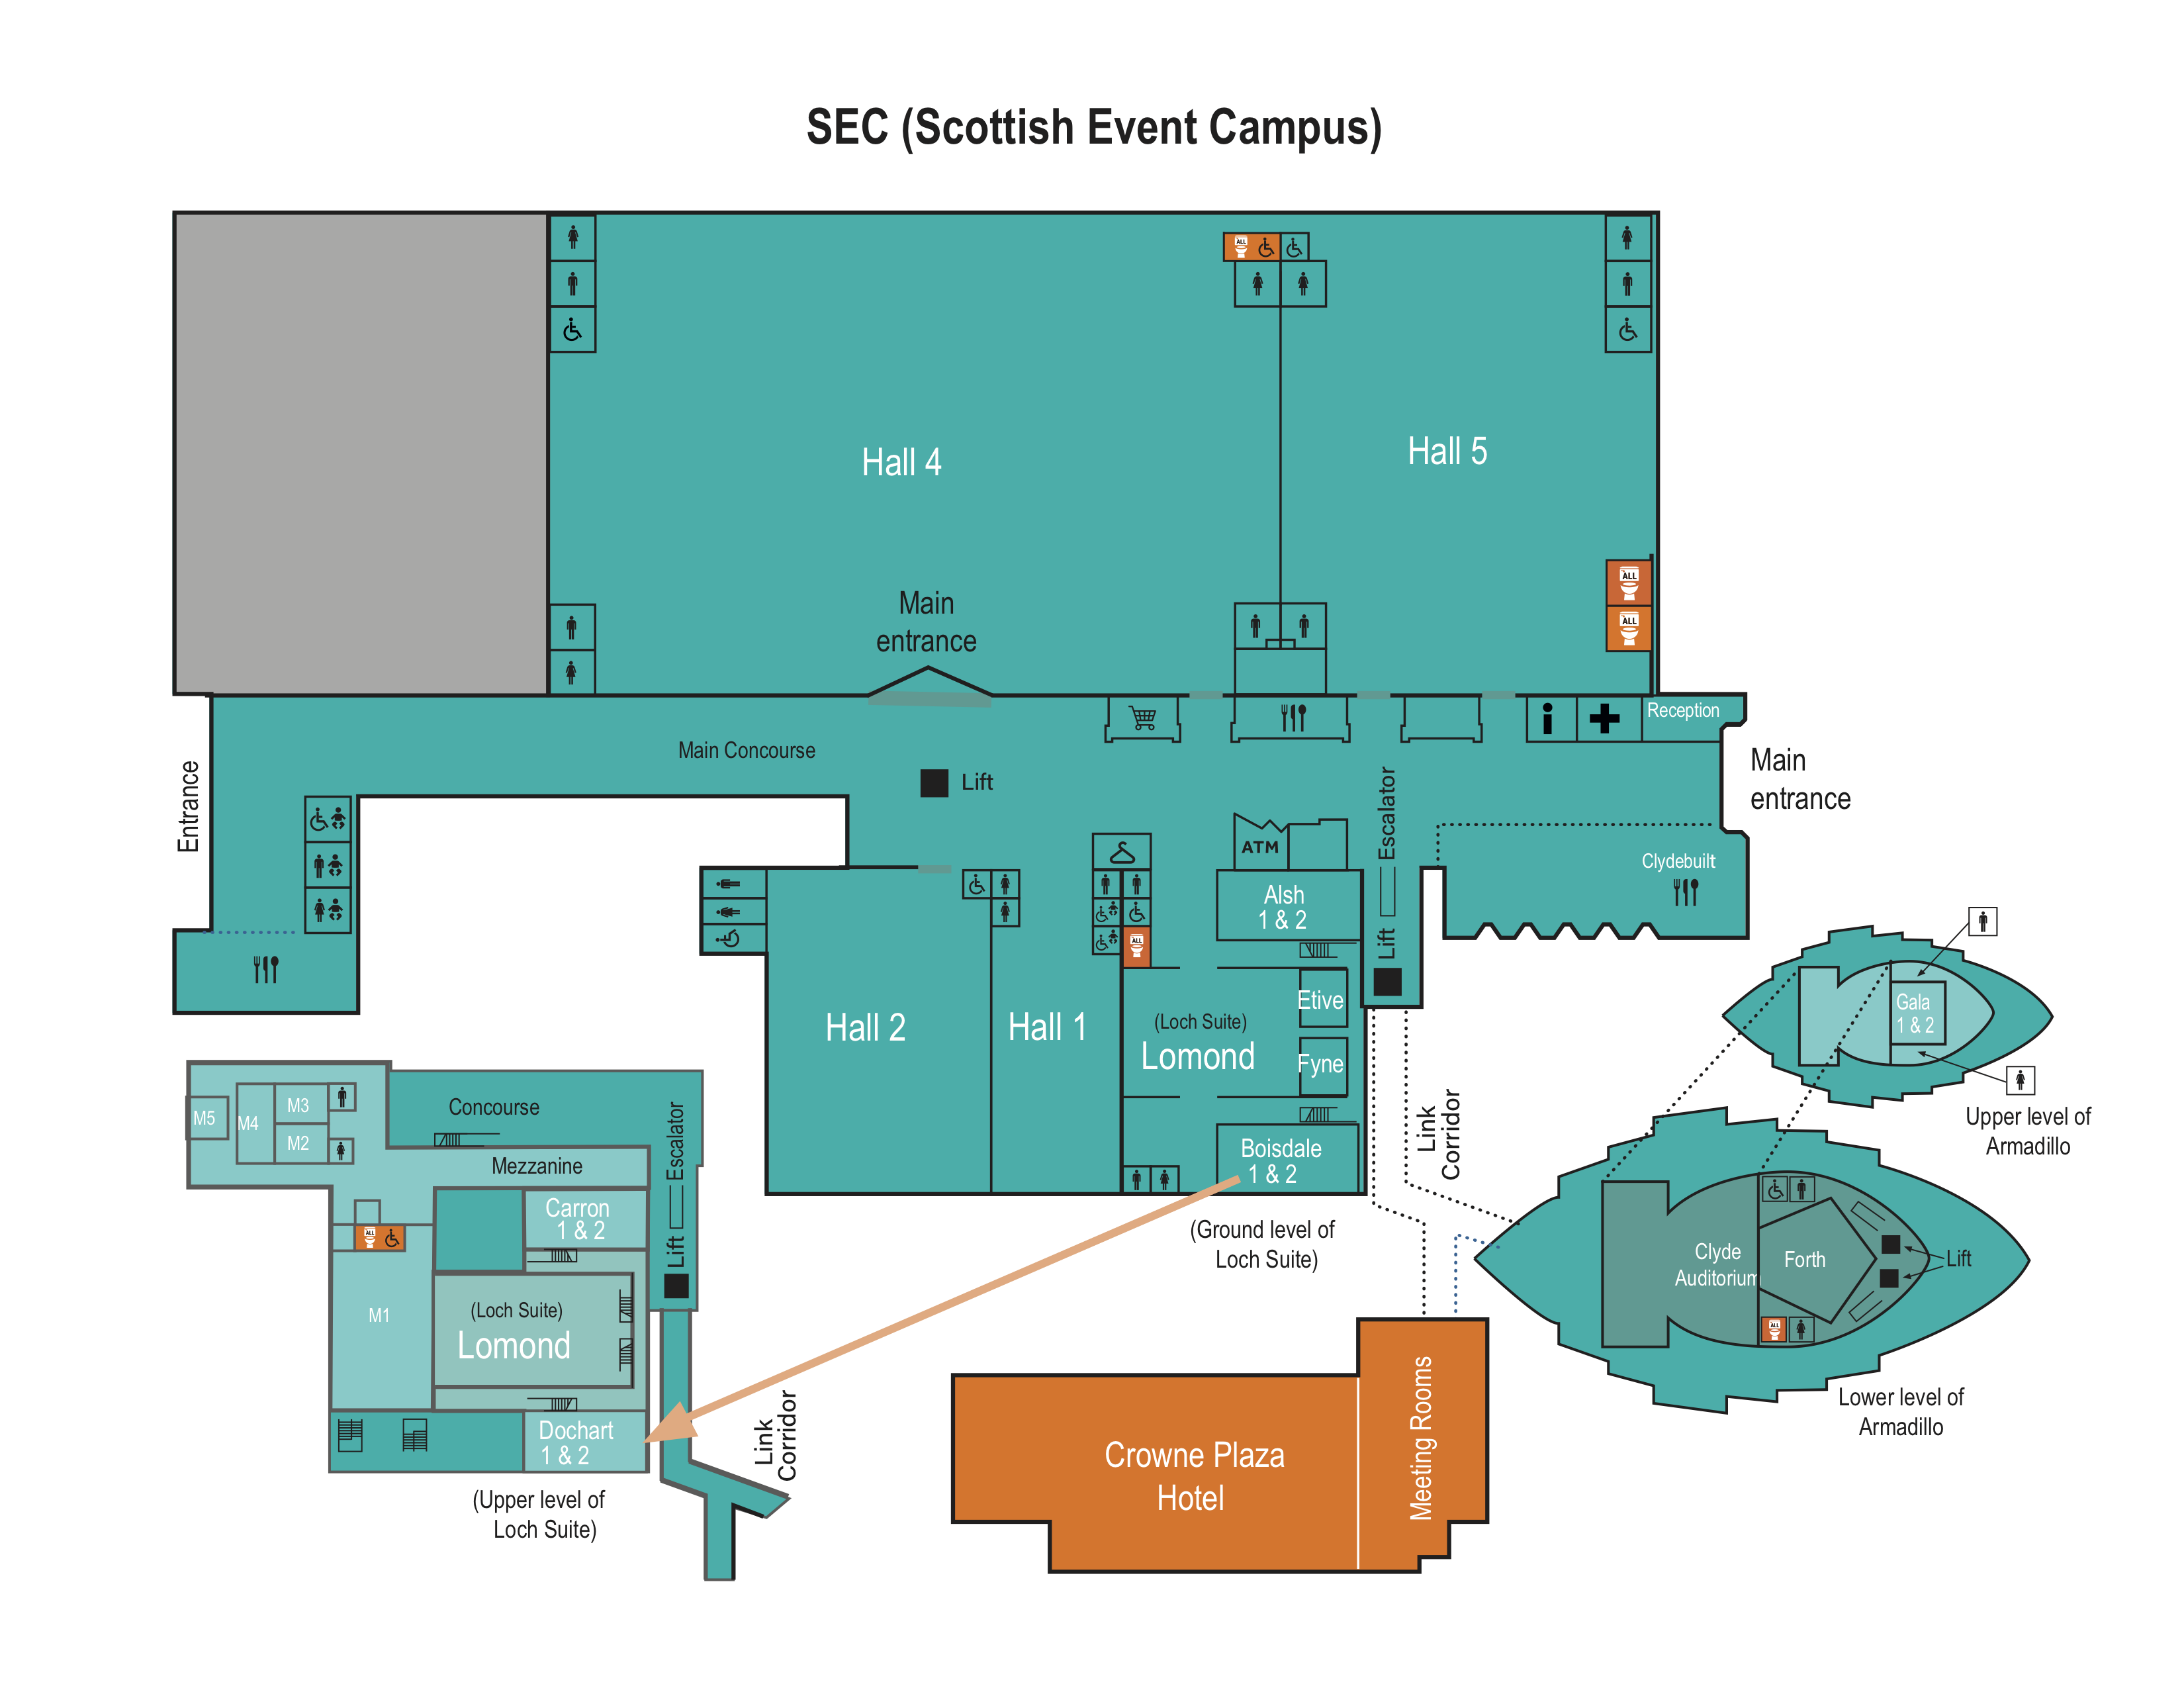 SEC (Scottish Event Campus)
ALL
Hall 4
Hall 5
ALL
ALL
Main
entrance
Reception
Main Concourse
Lift
Main
entrance
Entrance
Escalator
Lift
ATM
Clydebuilt
Alsh
1 & 2
ALL
Etive
(Loch Suite)
Lomond
Fyne
Hall 2
Hall 1
Boisdale
1 & 2
(Ground level of
Loch Suite)
Link
Corridor
Gala
1 & 2
Upper level of
Armadillo
Clyde
Auditorium
Forth
Lift
ALL
Lower level of
Armadillo
M5
M4
M3
M2
Concourse
Mezzanine
Escalator
Lift
Carron
1 & 2
ALL
M1
(Loch Suite)
Lomond
Dochart
1 & 2
(Upper level of
Loch Suite)
Link
Corridor
Crowne Plaza
Hotel
Meeting Rooms